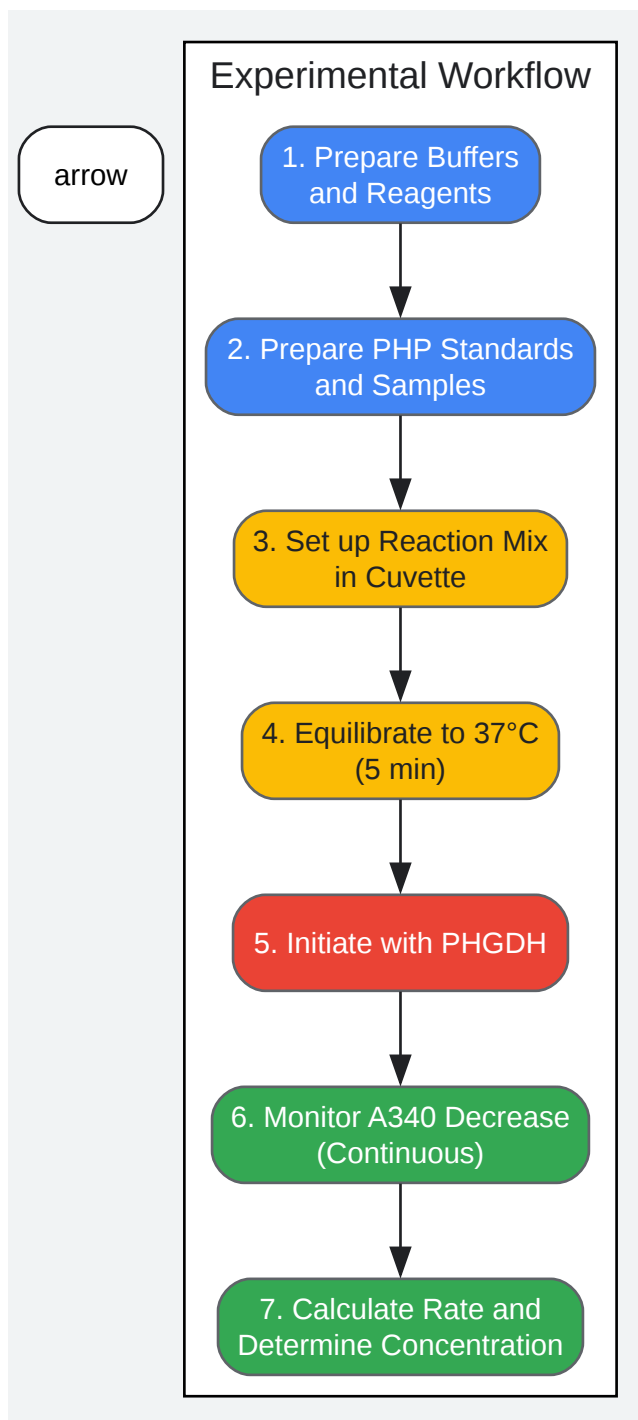 Experimental Workflow
arrow
1. Prepare Buffers
and Reagents
2. Prepare PHP Standards
and Samples
3. Set up Reaction Mix
in Cuvette
4. Equilibrate to 37°C
(5 min)
5. Initiate with PHGDH
6. Monitor A340 Decrease
(Continuous)
7. Calculate Rate and
Determine Concentration